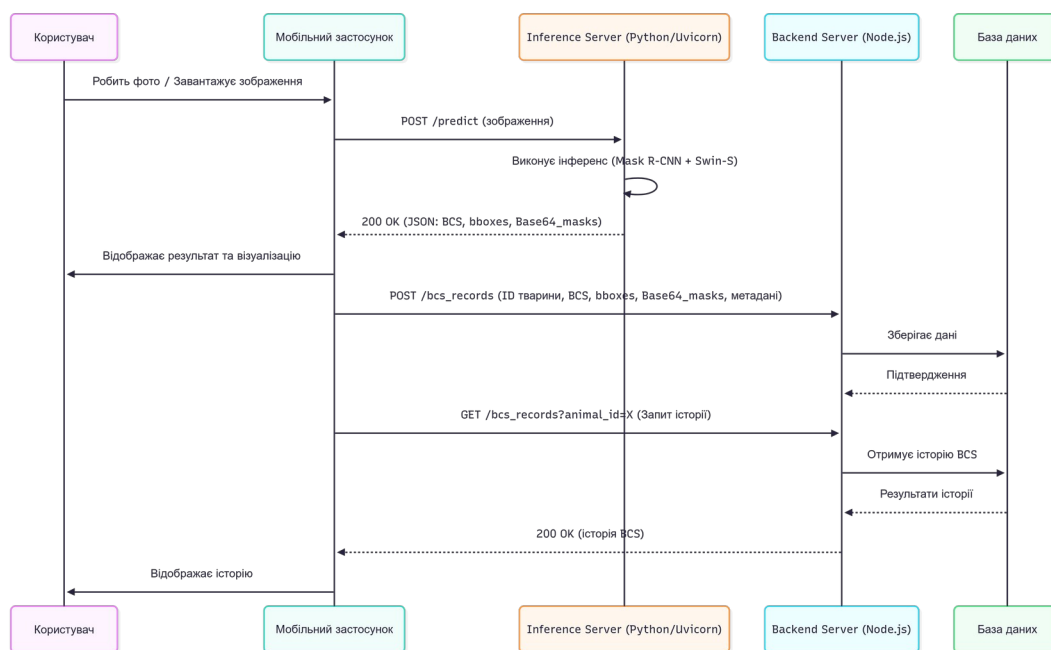 Користувач
Мобільний застосунок
Inference Server (Python/Uvicorn)
Backend Server (Node.js)
База даних
Робить фото / Завантажує зображення
POST /predict (зображення)
Виконує інференс (Mask R-CNN + Swin-S)
200 OK (JSON: BCS, bboxes, Base64_masks)
Відображає результат та візуалізацію
POST /bcs_records (ID тварини, BCS, bboxes, Base64_masks, метадані)
Зберігає дані
Підтвердження
GET /bcs_records?animal_id=X (Запит історії)
Отримує історію BCS
Результати історії
200 OK (історія BCS)
Відображає історію
Користувач
Мобільний застосунок
Inference Server (Python/Uvicorn)
Backend Server (Node.js)
База даних